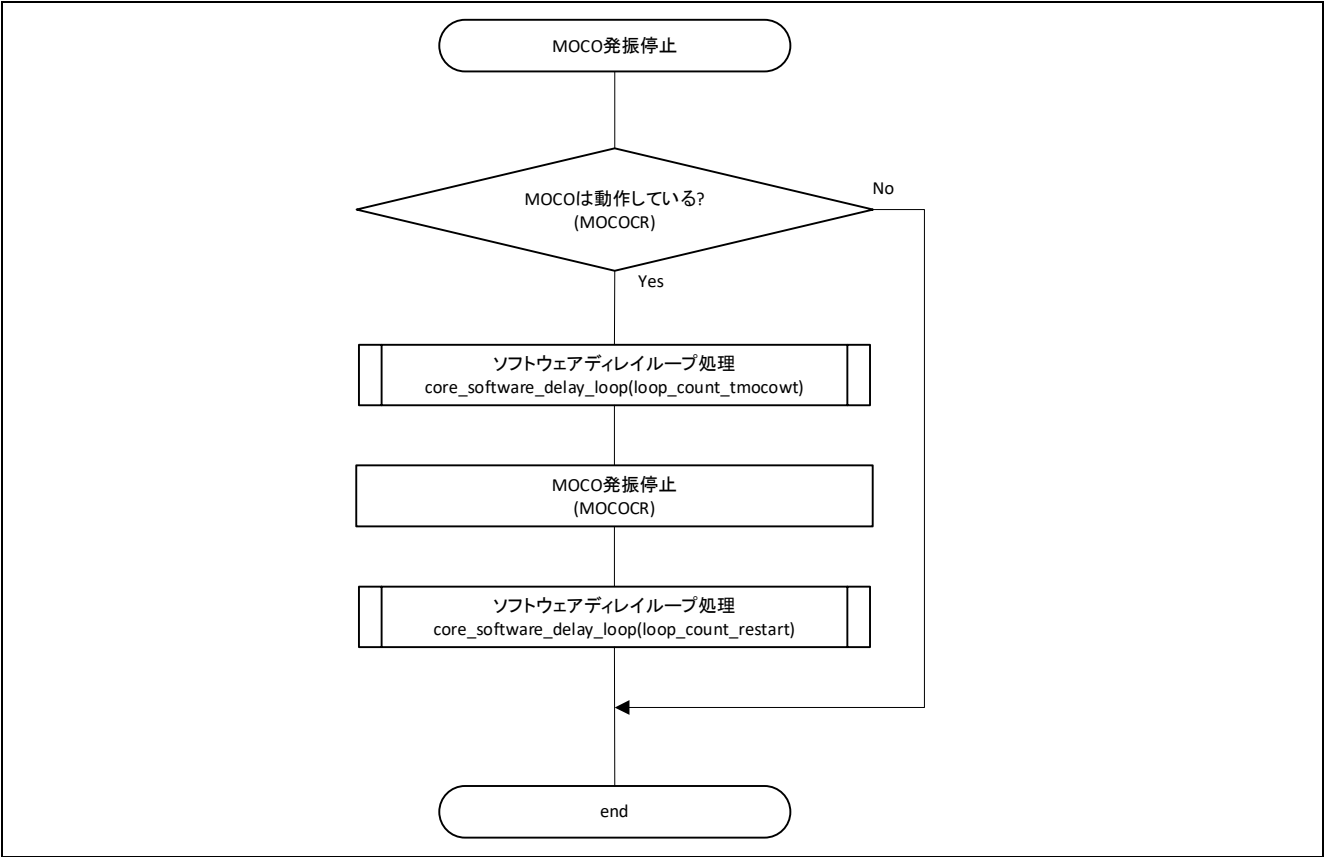 MOCO発振停止
MOCOは動作している?
(MOCOCR)
No
Yes
ソフトウェアディレイループ処理
core_software_delay_loop(loop_count_tmocowt)
MOCO発振停止
(MOCOCR)
ソフトウェアディレイループ処理
core_software_delay_loop(loop_count_restart)
end